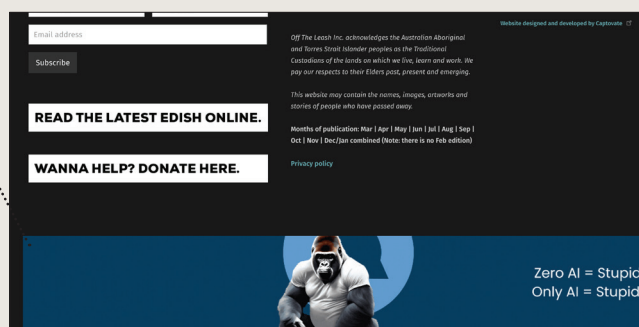 Email address
Subscribe
READ THE LATEST EDISH ONLINE.
WANNA HELP? DONATE HERE.
Off The Leash Inc. acknowledges the Australian Aboriginal
and Torres Strait Islander peoples as the Traditional
Custodians of the lands on which we live, learn and work. We
pay our respects to their Elders past, present and emerging.
This website may contain the names, images, artworks and
stories of people who have passed away.
Months of publication: Mar | Apr | May | Jun | Jul | Aug | Sep |
Oct | Nov | Dec/Jan combined (Note: there is no Feb edition)
Privacy policy
Website designed and developed by Captovate
Zero AI = Stupid
Only AI = Stupid